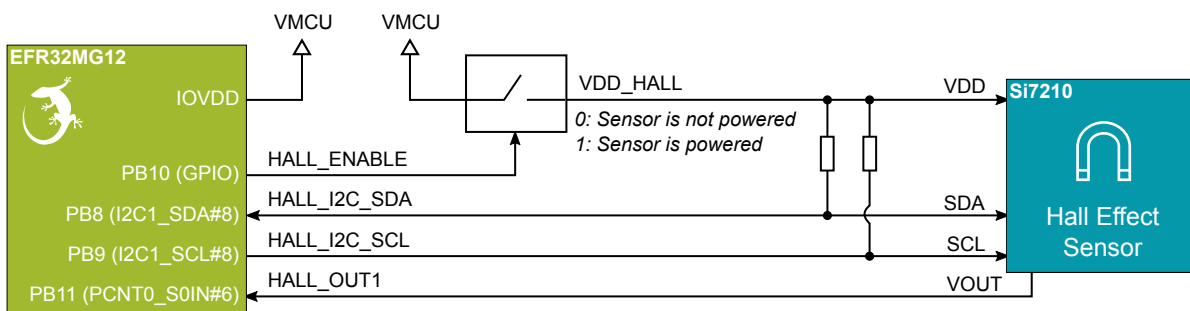 VMCU
VMCU
EFR32MG12
IOVDD
VDD_HALL
VDD
Si7210
0: Sensor is not powered
1: Sensor is powered
PB10 (GPIO)
HALL_ENABLE
PB8 (I2C1_SDA#8)
HALL_I2C_SDA
SDA
Hall Effect
Sensor
PB9 (I2C1_SCL#8)
HALL_I2C_SCL
SCL
PB11 (PCNT0_S0IN#6)
HALL_OUT1
VOUT